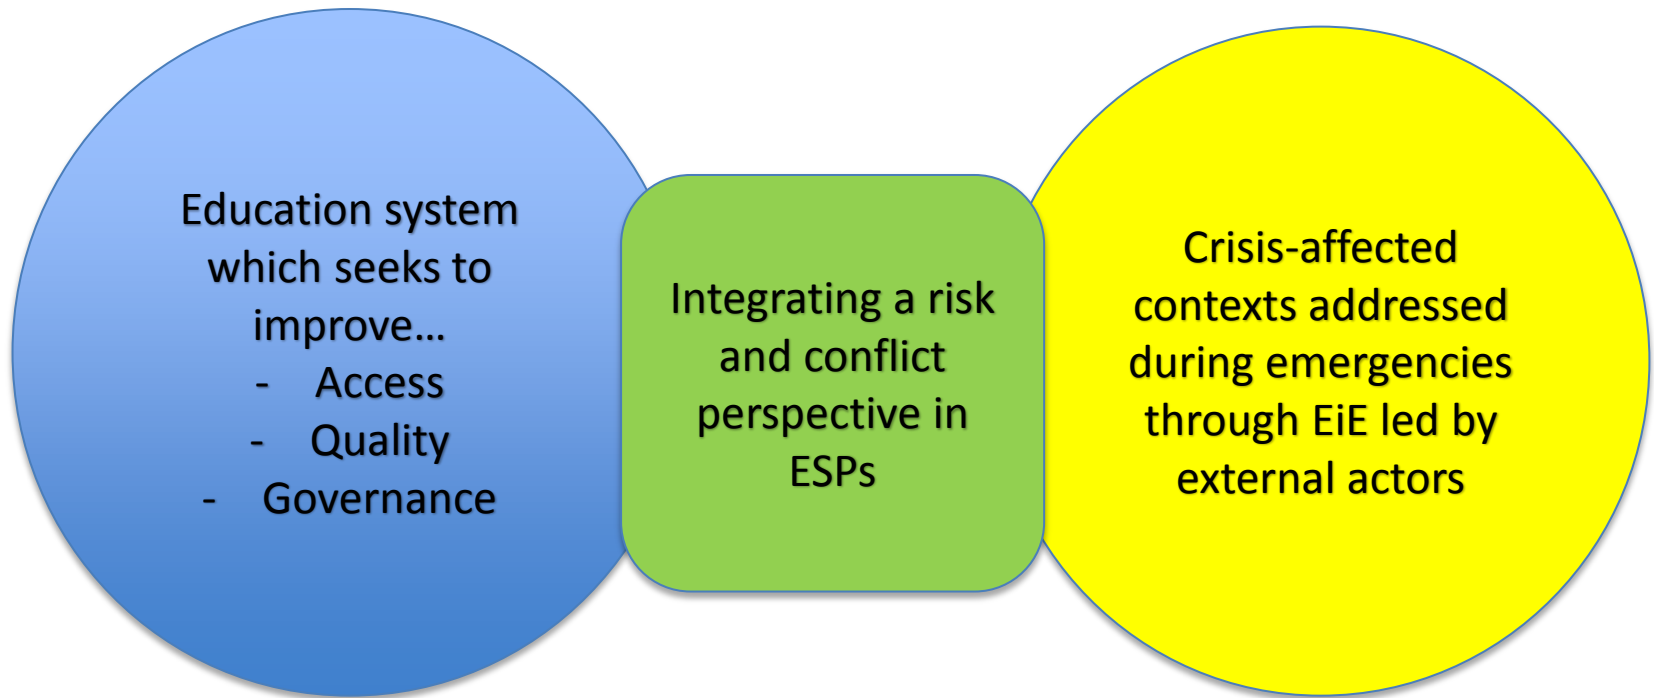 Education system
which seeks to
improve…
- Access
- Quality
- Governance
Integrating a risk
and conflict
perspective in
ESPs
Crisis-affected
contexts addressed
during emergencies
through EiE led by
external actors